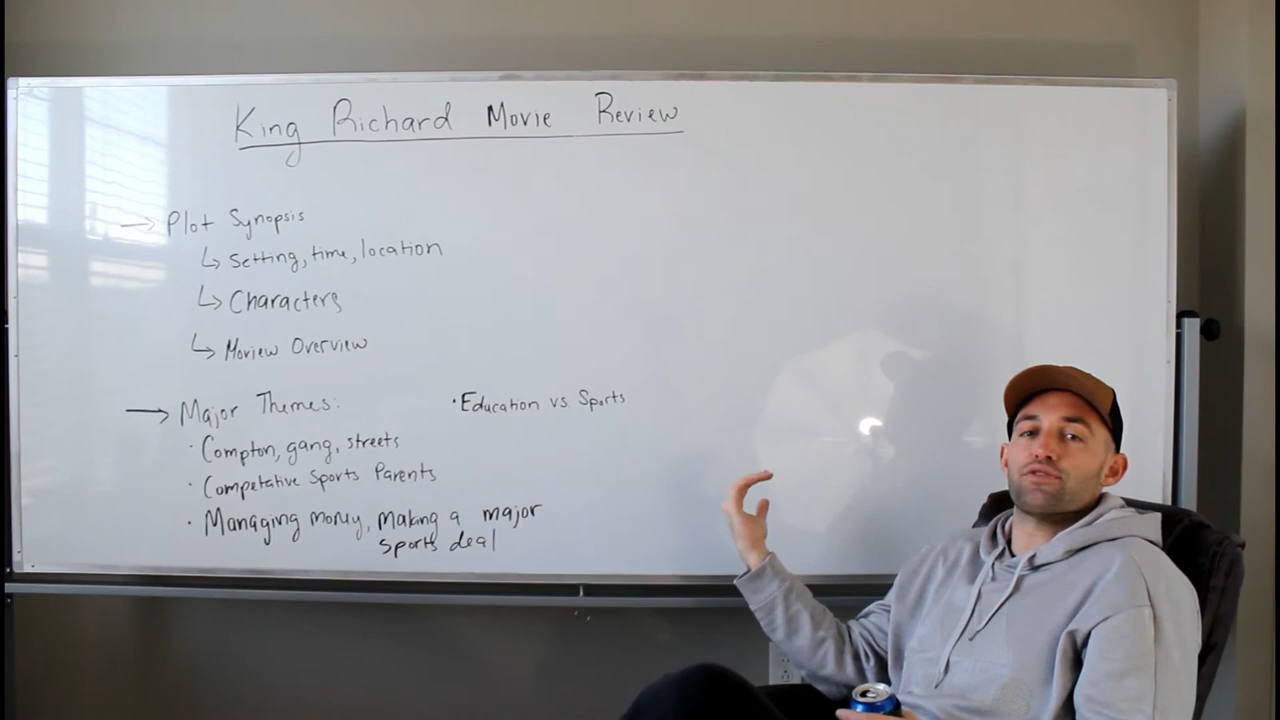 King Richard Movie Review
→ Plot Synopsis
↳ Setting, time, location
↳ Characters
↳ Moview Overview
→ Major Themes:
· Compton, gang, streets
· Competative Sports Parents
· Managing money, making a major
sports deal
· Education vs. Sports